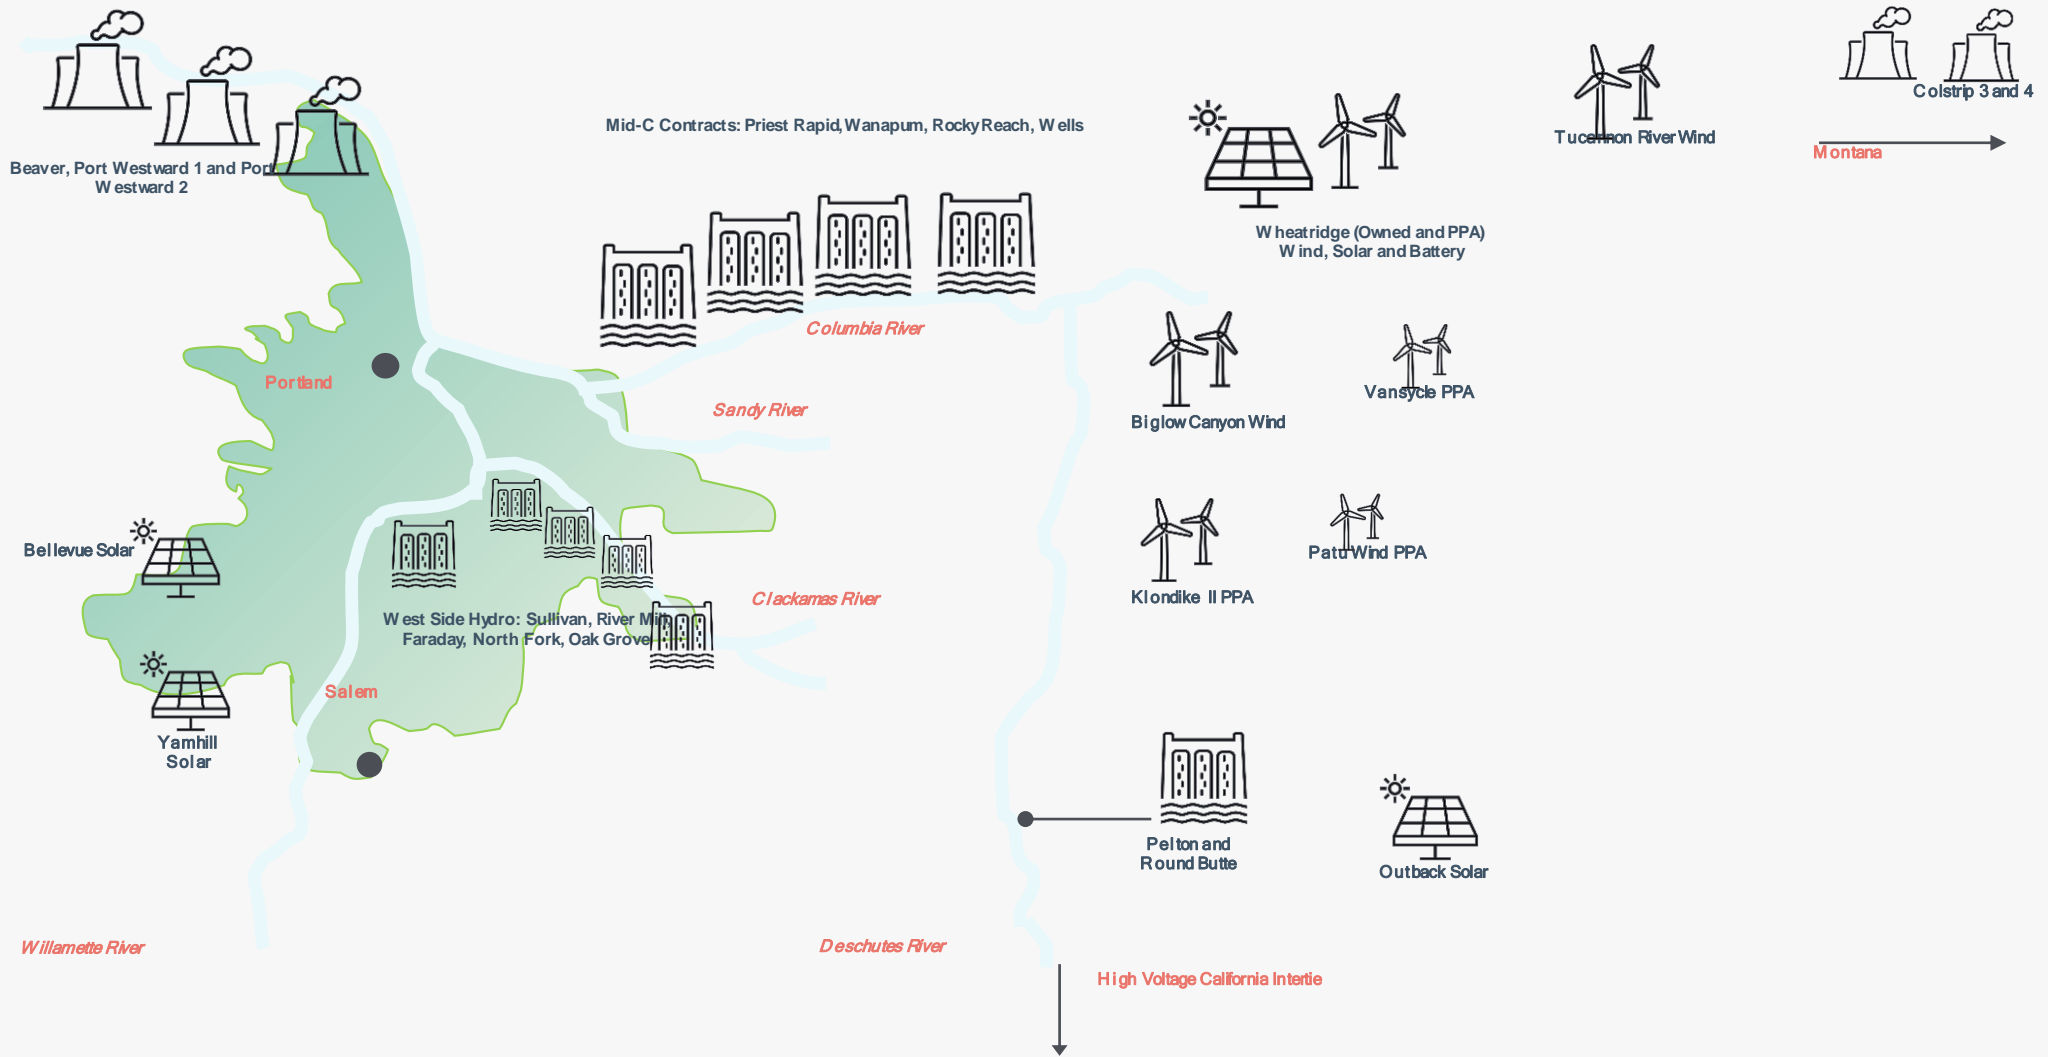 Colstrip 3 and 4
Montana
Tucannon River Wind
Mid-C Contracts: Priest Rapid, Wanapum, Rocky Reach, Wells
Beaver, Port Westward 1 and Port
Westward 2
Wheatridge (Owned and PPA)
Wind, Solar and Battery
Columbia River
Portland
Sandy River
Vansycle PPA
Biglow Canyon Wind
Bellevue Solar
Patu Wind PPA
Klondike II PPA
Clackamas River
West Side Hydro: Sullivan, River Mill,
Faraday, North Fork, Oak Grove
Salem
Yamhill
Solar
Pelton and
Round Butte
Outback Solar
Willamette River
Deschutes River
High Voltage California Intertie